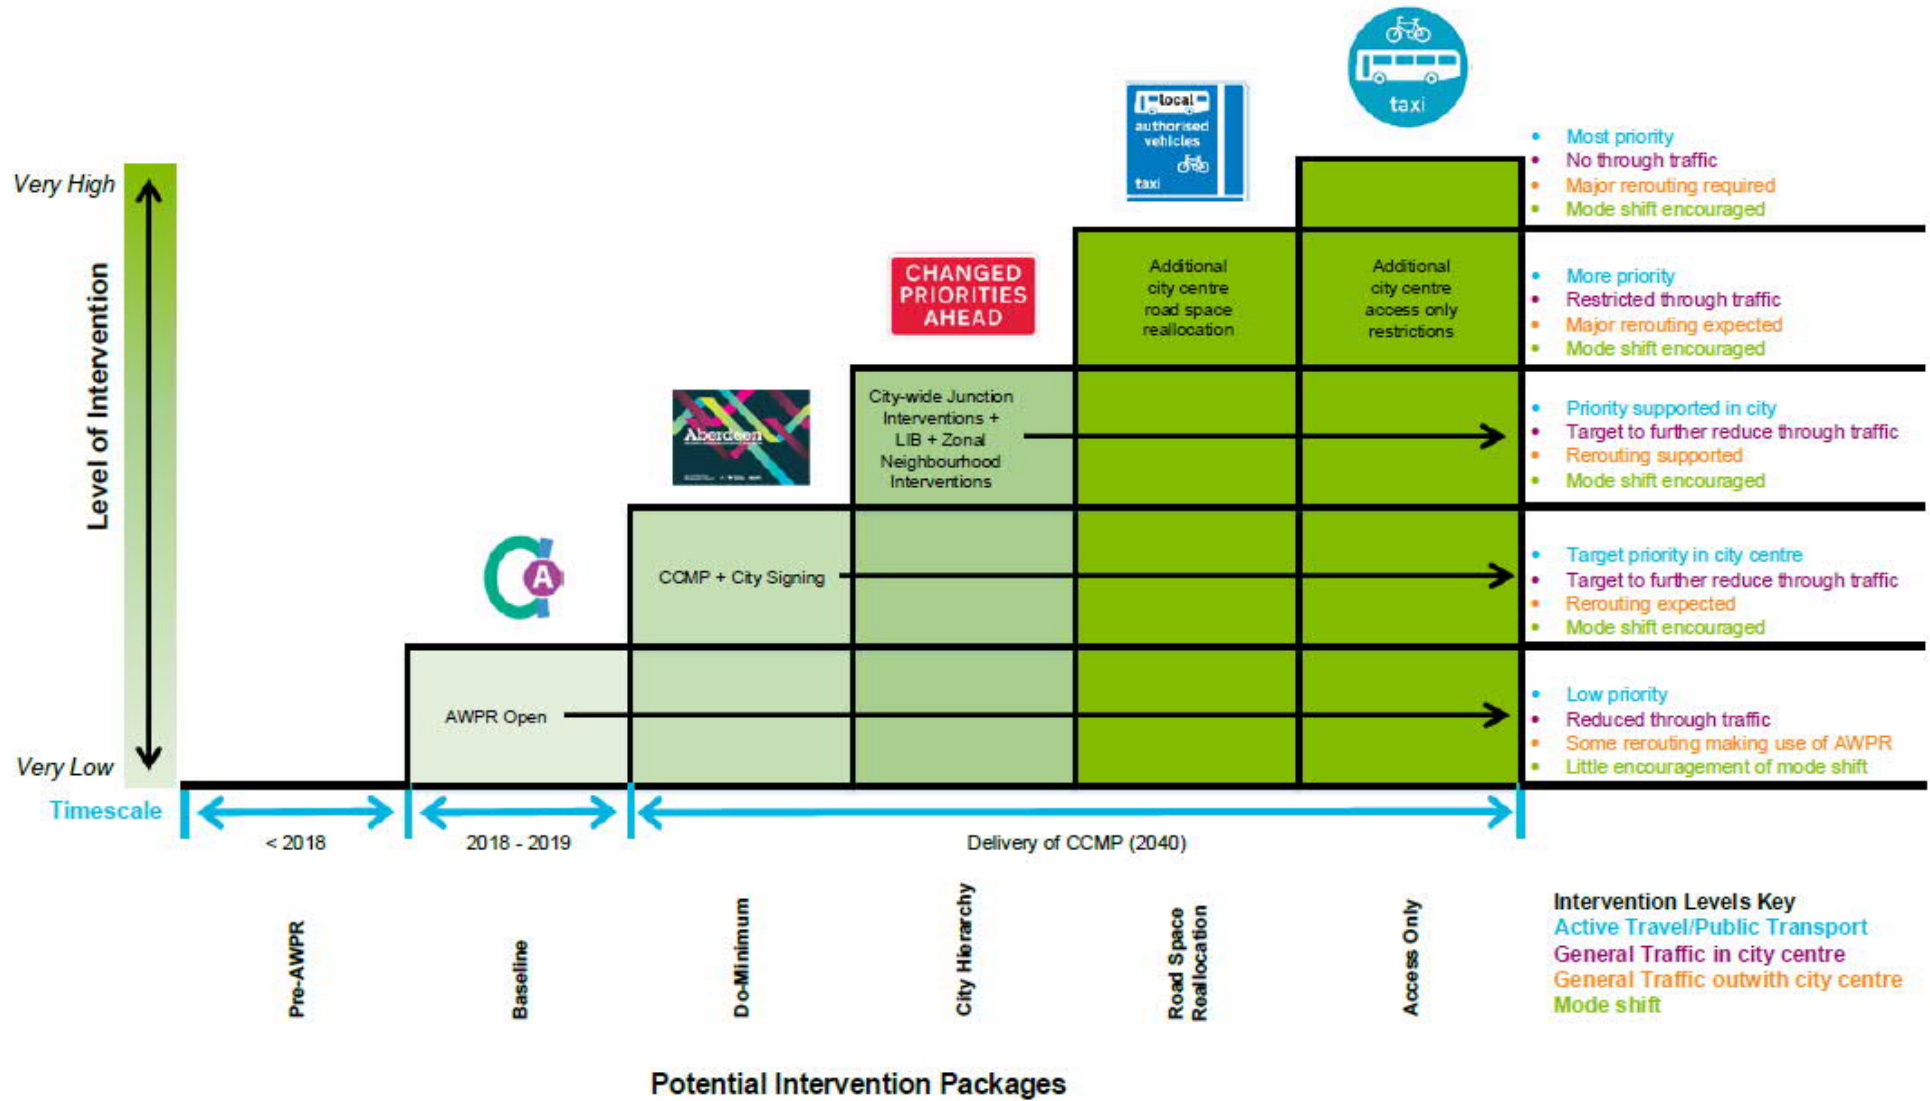 taxi
local
authorised
vehicles
taxi
Very High
Level of Intervention
Very Low
CHANGED
PRIORITIES
AHEAD
Aberdeen
A
Additional
city centre
road space
reallocation
Additional
city centre
access only
restrictions
City-wide Junction
Interventions +
LIB + Zonal
Neighbourhood
Interventions
CCMP + City Signing
AWPR Open
• Most priority
• No through traffic
• Major rerouting required
• Mode shift encouraged
• More priority
• Restricted through traffic
• Major rerouting expected
• Mode shift encouraged
• Priority supported in city
• Target to further reduce through traffic
• Rerouting supported
• Mode shift encouraged
• Target priority in city centre
• Target to further reduce through traffic
• Rerouting expected
• Mode shift encouraged
• Low priority
• Reduced through traffic
• Some rerouting making use of AWPR
• Little encouragement of mode shift
Timescale
< 2018
2018 - 2019
Delivery of CCMP (2040)
Pre-AWPR
Baseline
Do-Minimum
City Hierarchy
Road Space
Reallocation
Access Only
Intervention Levels Key
Active Travel/Public Transport
General Traffic in city centre
General Traffic outwith city centre
Mode shift
Potential Intervention Packages